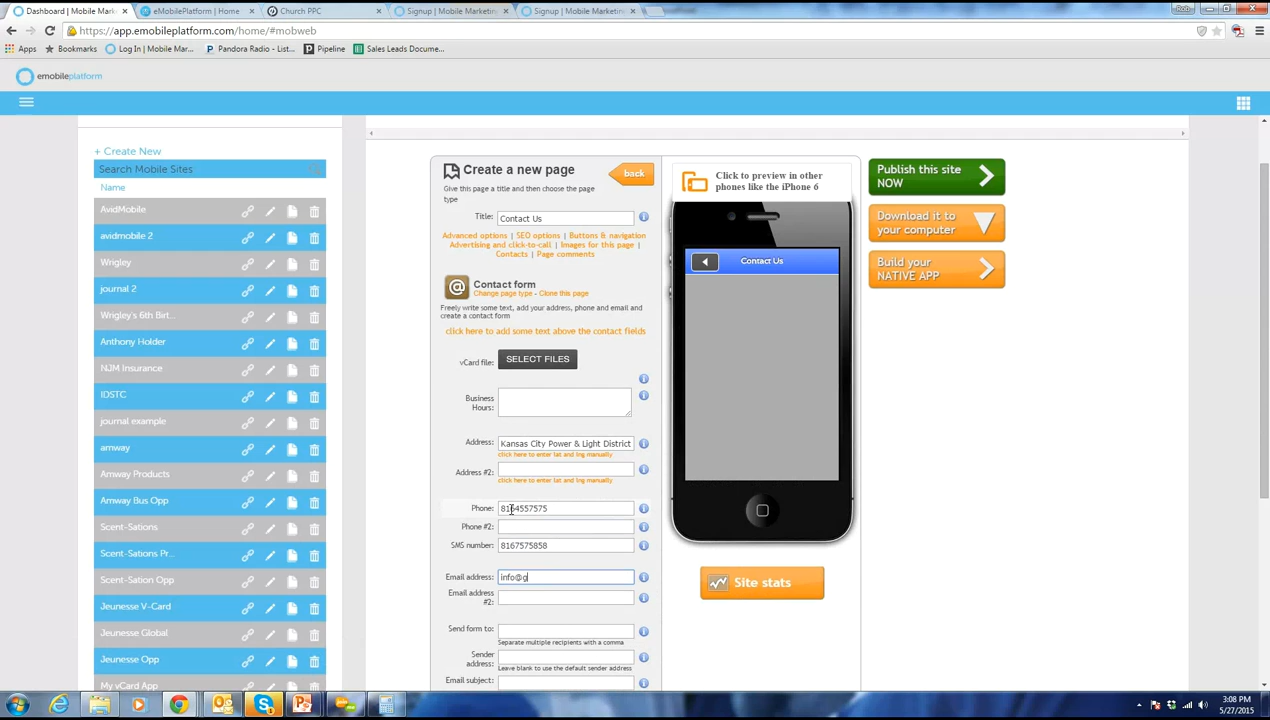 Dashboard | Mobile Mark
eMobilePlatform | Home
Church PPC
Signup | Mobile Marketing
Signup | Mobile Marketing
Rob
https://app.emobileplatform.com/home/#mobweb
Apps
Bookmarks
Log In | Mobile Mar...
Pandora Radio - List...
Pipeline
Sales Leads Docume...
emobileplatform
+ Create New
Search Mobile Sites
Name
AvidMobile
avidmobile 2
Wrigley
journal 2
Wrigley's 6th Birt...
Anthony Holder
NJM Insurance
IDSTC
journal example
amway
Amway Products
Amway Bus Opp
Scent-Sations
Scent-Sations Pr...
Scent-Sation Opp
Jeunesse V-Card
Jeunesse Global
Jeunesse Opp
My vCard App
Create a new page
back
Give this page a title and then choose the page
type
Title: Contact Us
Advanced options | SEO options | Buttons & navigation
Advertising and click-to-call | Images for this page |
Contacts | Page comments
@ Contact form
Change page type - Clone this page
Freely write some text, add your address, phone and email and
create a contact form
click here to add some text above the contact fields
vCard file: SELECT FILES
Business
Hours:
Address: Kansas City Power & Light District
click here to enter lat and lng manually
Address #2:
click here to enter lat and lng manually
Phone: 8164557575
Phone #2:
SMS number: 8167575858
Email address: info@g
Email address
#2:
Send form to:
Separate multiple recipients with a comma
Sender
address:
Leave blank to use the default sender address
Email subject:
Click to preview in other
phones like the iPhone 6
Contact Us
Site stats
Publish this site
NOW
Download it to
your computer
Build your
NATIVE APP
3:08 PM
5/27/2015